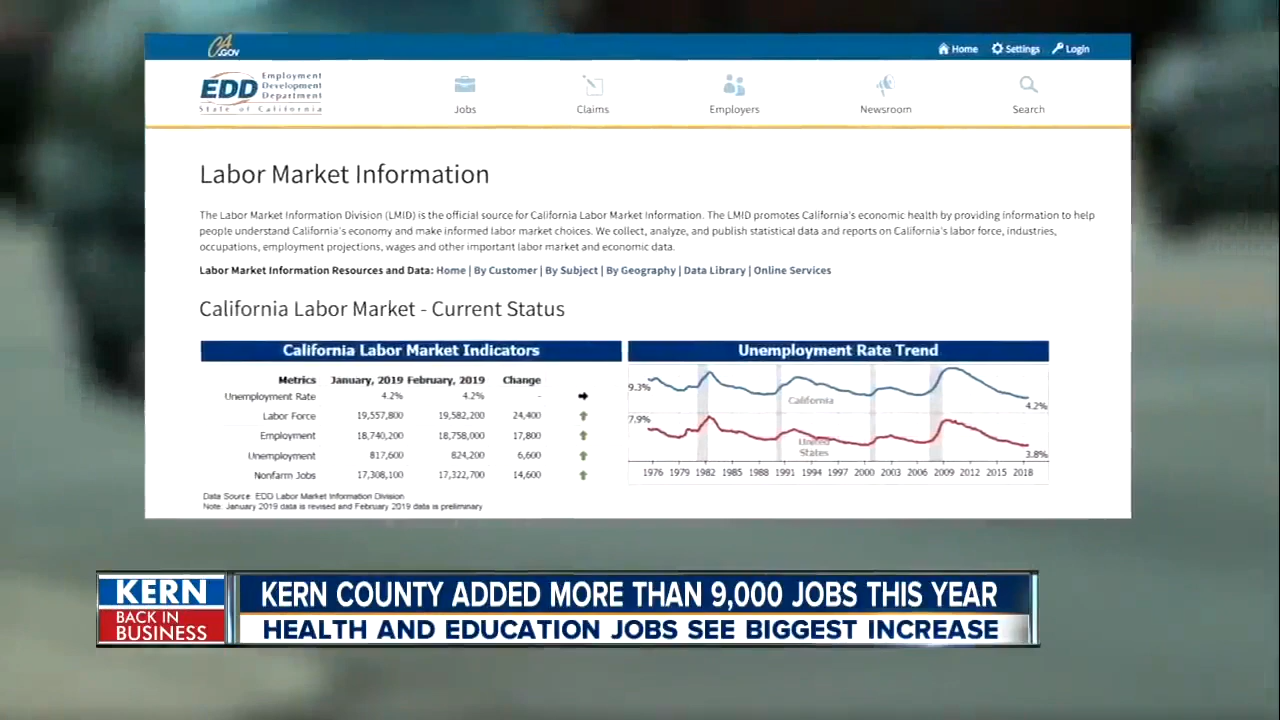 CA.GOV
Home Settings Login
EDD Employment Development Department
State of California
Jobs Claims Employers Newsroom Search
Labor Market Information
The Labor Market Information Division (LMID) is the official source for California Labor Market Information. The LMID promotes California's economic health by providing information to help
people understand California's economy and make informed labor market choices. We collect, analyze, and publish statistical data and reports on California's labor force, industries,
occupations, employment projections, wages and other important labor market and economic data.
Labor Market Information Resources and Data: Home | By Customer | By Subject | By Geography | Data Library | Online Services
California Labor Market - Current Status
California Labor Market Indicators
Metrics January, 2019 February, 2019 Change
Unemployment Rate 4.2% 4.2% -
Labor Force 19,557,800 19,582,200 24,400
Employment 18,740,200 18,758,000 17,800
Unemployment 817,600 824,200 6,600
Nonfarm Jobs 17,308,100 17,322,700 14,600
Data Source: EDD Labor Market Information Division
Note: January 2019 data is revised and February 2019 data is preliminary
Unemployment Rate Trend
9.3%
California
4.2%
7.9%
United
States
3.8%
1976 1979 1982 1985 1988 1991 1994 1997 2000 2003 2006 2009 2012 2015 2018
KERN
BACK IN
BUSINESS
KERN COUNTY ADDED MORE THAN 9,000 JOBS THIS YEAR
HEALTH AND EDUCATION JOBS SEE BIGGEST INCREASE